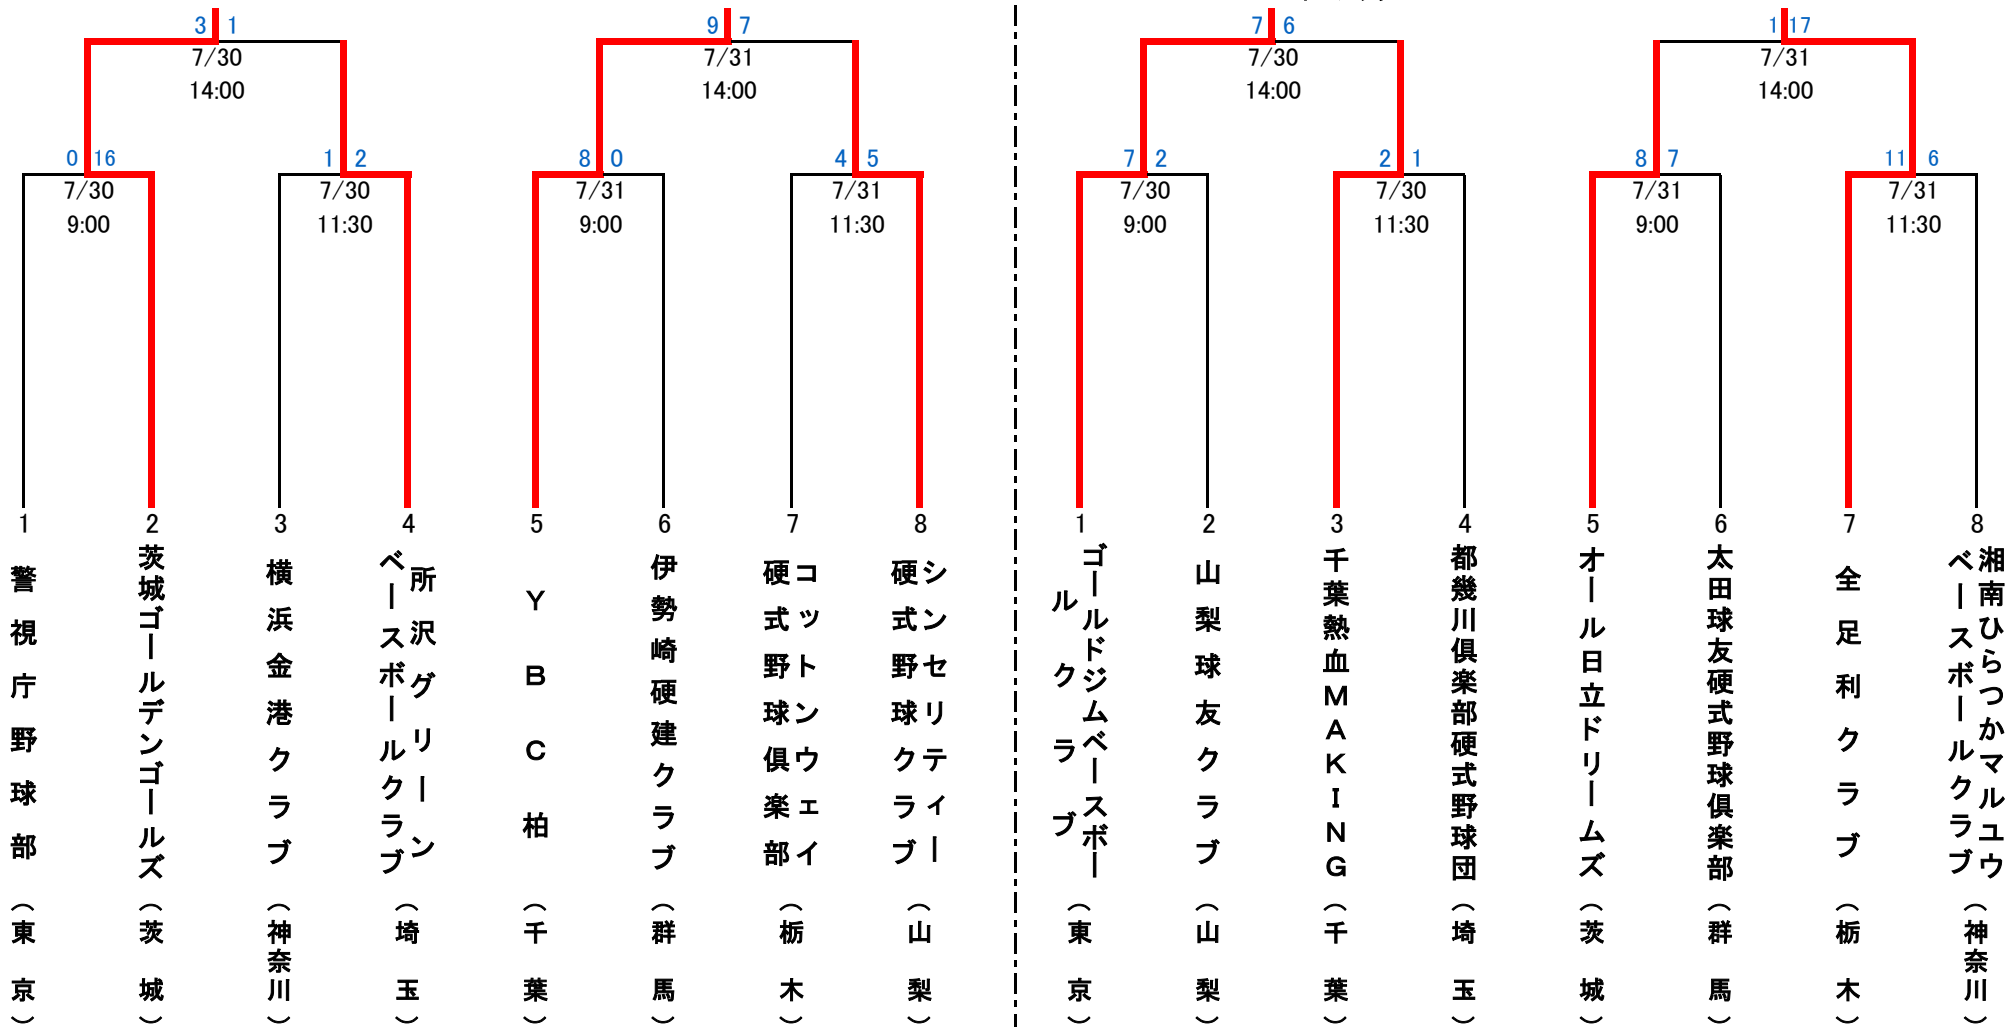 3 1
9 7
7 6
1 17
7/30
7/31
7/30
7/31
14:00
14:00
14:00
14:00
0 16
1 2
8 0
4 5
7 2
2 1
8 7
11 6
7/30
7/30
7/31
7/31
7/30
7/30
7/31
7/31
9:00
11:30
9:00
11:30
9:00
11:30
9:00
11:30
1
警視庁野球部
(東京)
2
茨城ゴールデンゴールズ
(茨城)
3
横浜金港クラブ
(神奈川)
4
所沢グリーン
ベースボールクラブ
(埼玉)
5
YBC柏
(千葉)
6
伊勢崎硬建クラブ
(群馬)
7
コットンウェイ
硬式野球倶楽部
(栃木)
8
シンセリティー
硬式野球クラブ
(山梨)
1
ゴールドジムベースボー
ルクラブ
(東京)
2
山梨球友クラブ
(山梨)
3
千葉熱血MAKING
(千葉)
4
都幾川倶楽部硬式野球団
(埼玉)
5
オール日立ドリームズ
(茨城)
6
太田球友硬式野球倶楽部
(群馬)
7
全足利クラブ
(栃木)
8
湘南ひらつかマルユウ
ベースボールクラブ
(神奈川)